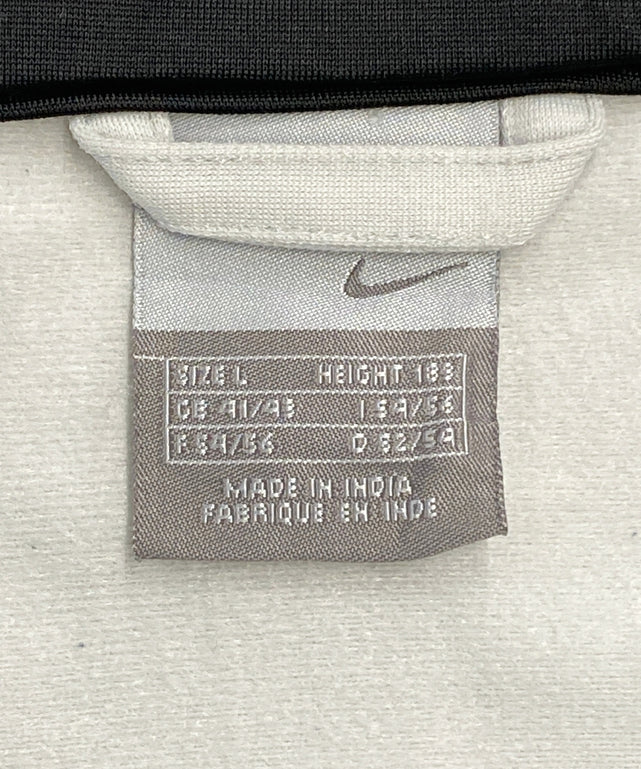 SIZE L HEIGHT 183
GB 41/43 I 54/56
F 54/56 D 52/54
MADE IN INDIA
FABRIQUE EN INDE